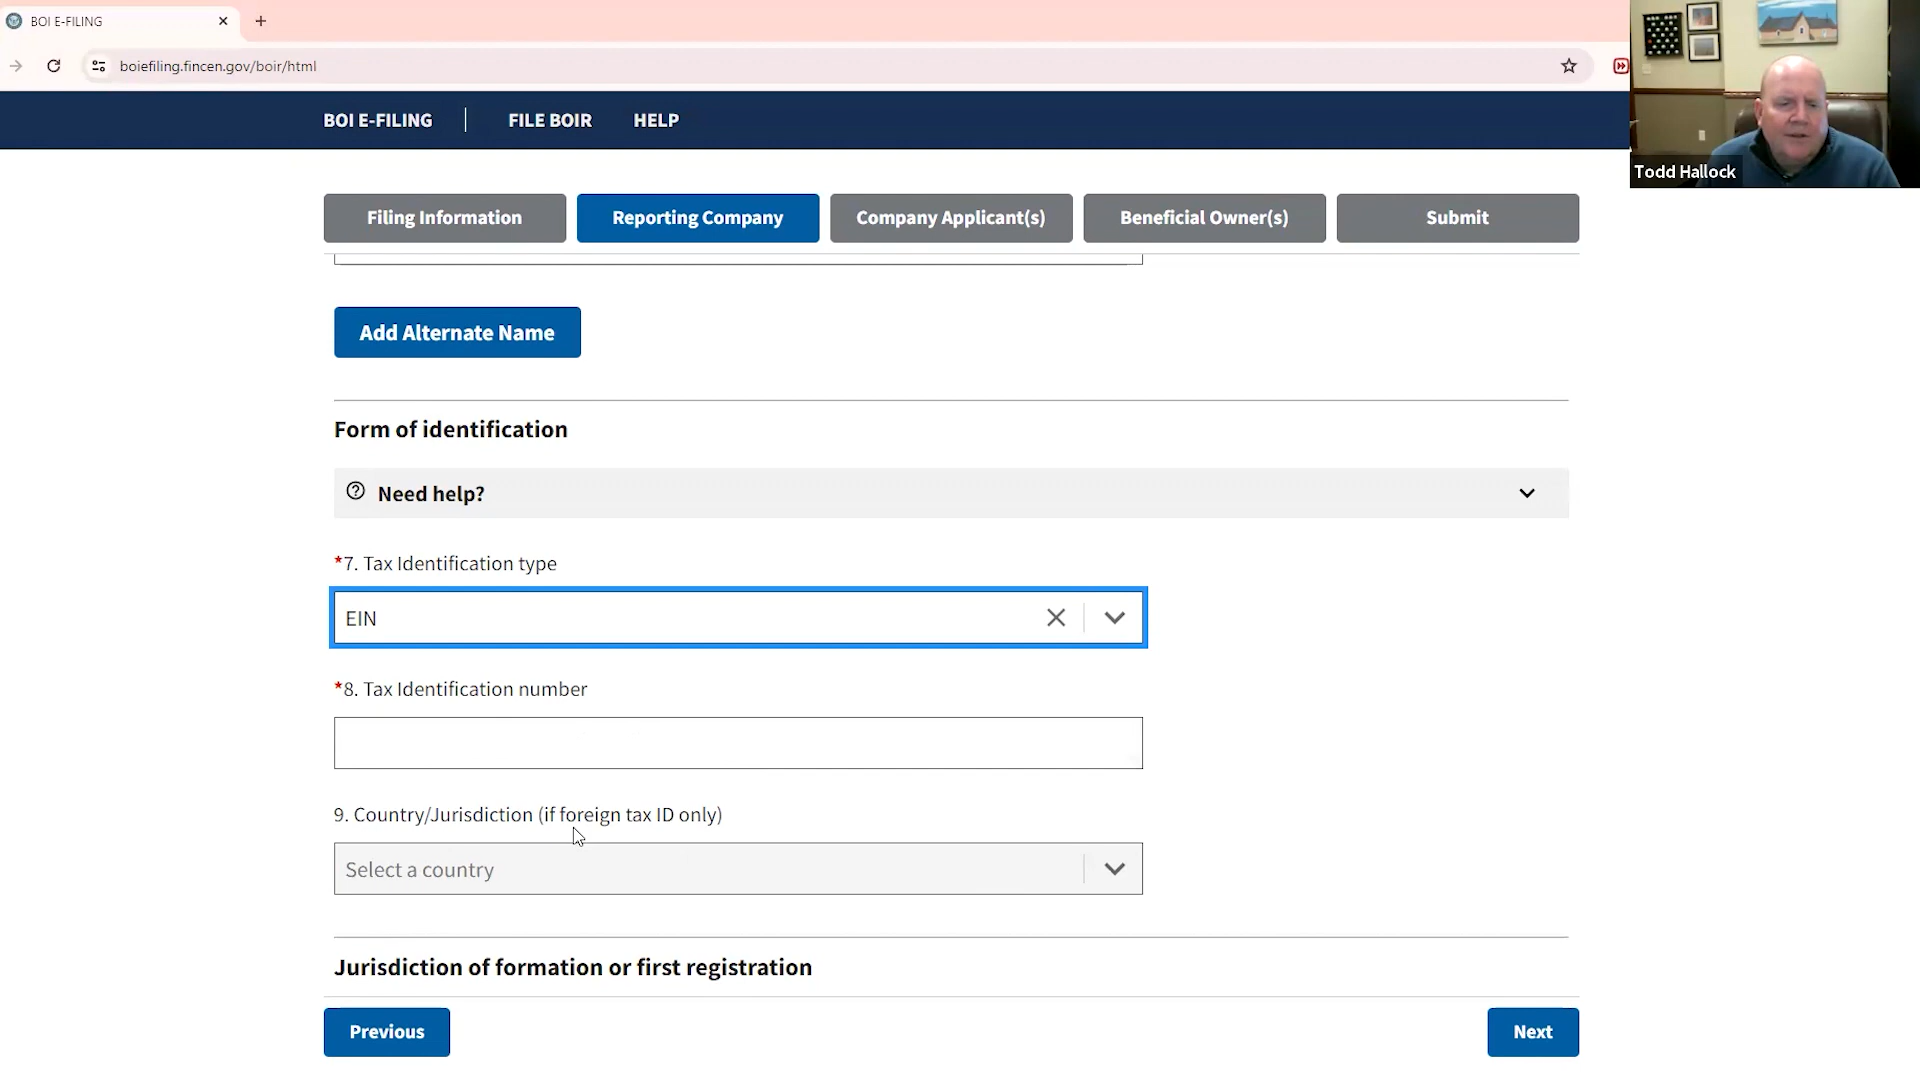 BOI E-FILING
boiefiling.fincen.gov/boir/html
BOI E-FILING
FILE BOIR
HELP
Todd Hallock
Filing Information
Reporting Company
Company Applicant(s)
Beneficial Owner(s)
Submit
Add Alternate Name
Form of identification
Need help?
*7. Tax Identification type
EIN
*8. Tax Identification number
9. Country/Jurisdiction (if foreign tax ID only)
Select a country
Jurisdiction of formation or first registration
Previous
Next